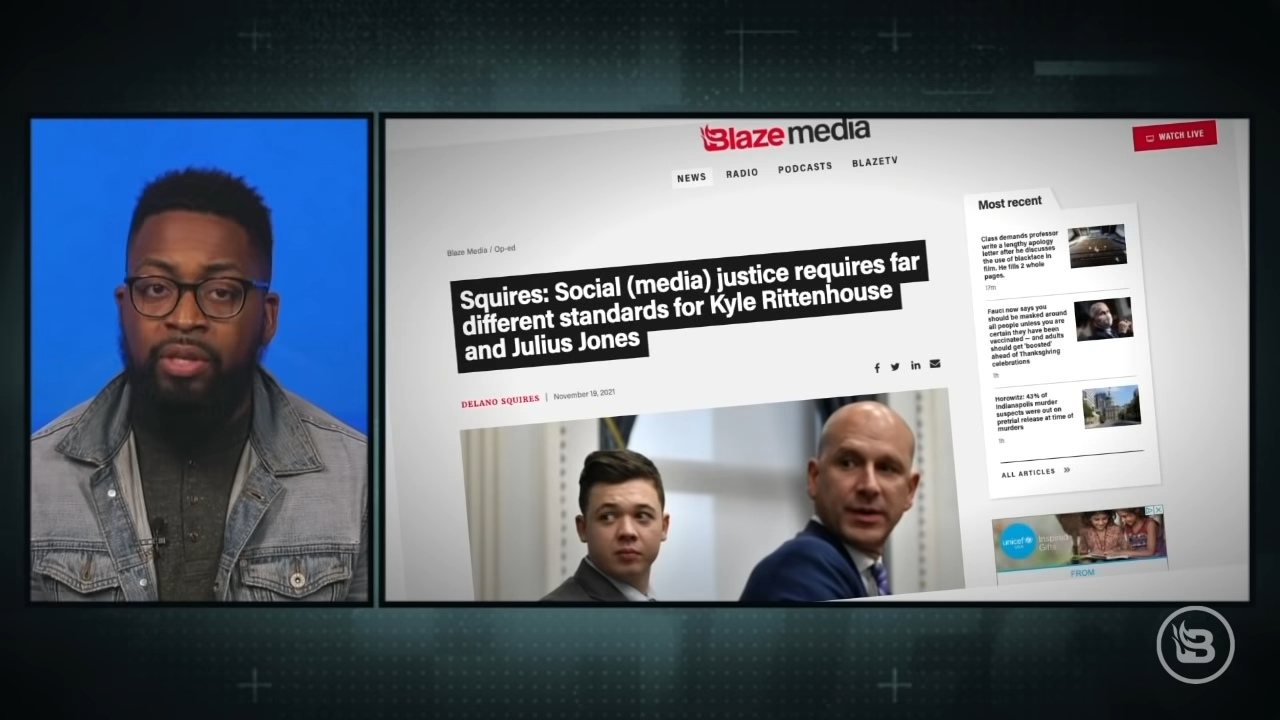 Blaze media
WATCH LIVE
NEWS RADIO PODCASTS BLAZETV
Most recent
Blaze Media / Op-ed
Squires: Social (media) justice requires far
different standards for Kyle Rittenhouse
and Julius Jones
DELANO SQUIRES | November 19, 2021
Class demands professor
write a lengthy apology
letter after he discusses
the use of blackface in
film. He fills 2 whole
pages.
17m
Fauci now says you
should be masked around
all people unless you are
certain they have been
vaccinated — and adults
should get 'boosted'
ahead of Thanksgiving
celebrations
1h
Horowitz: 43% of
Indianapolis murder
suspects were out on
pretrial release at time of
murders
1h
ALL ARTICLES »
unicef
Inspired
Gifts
FROM
B